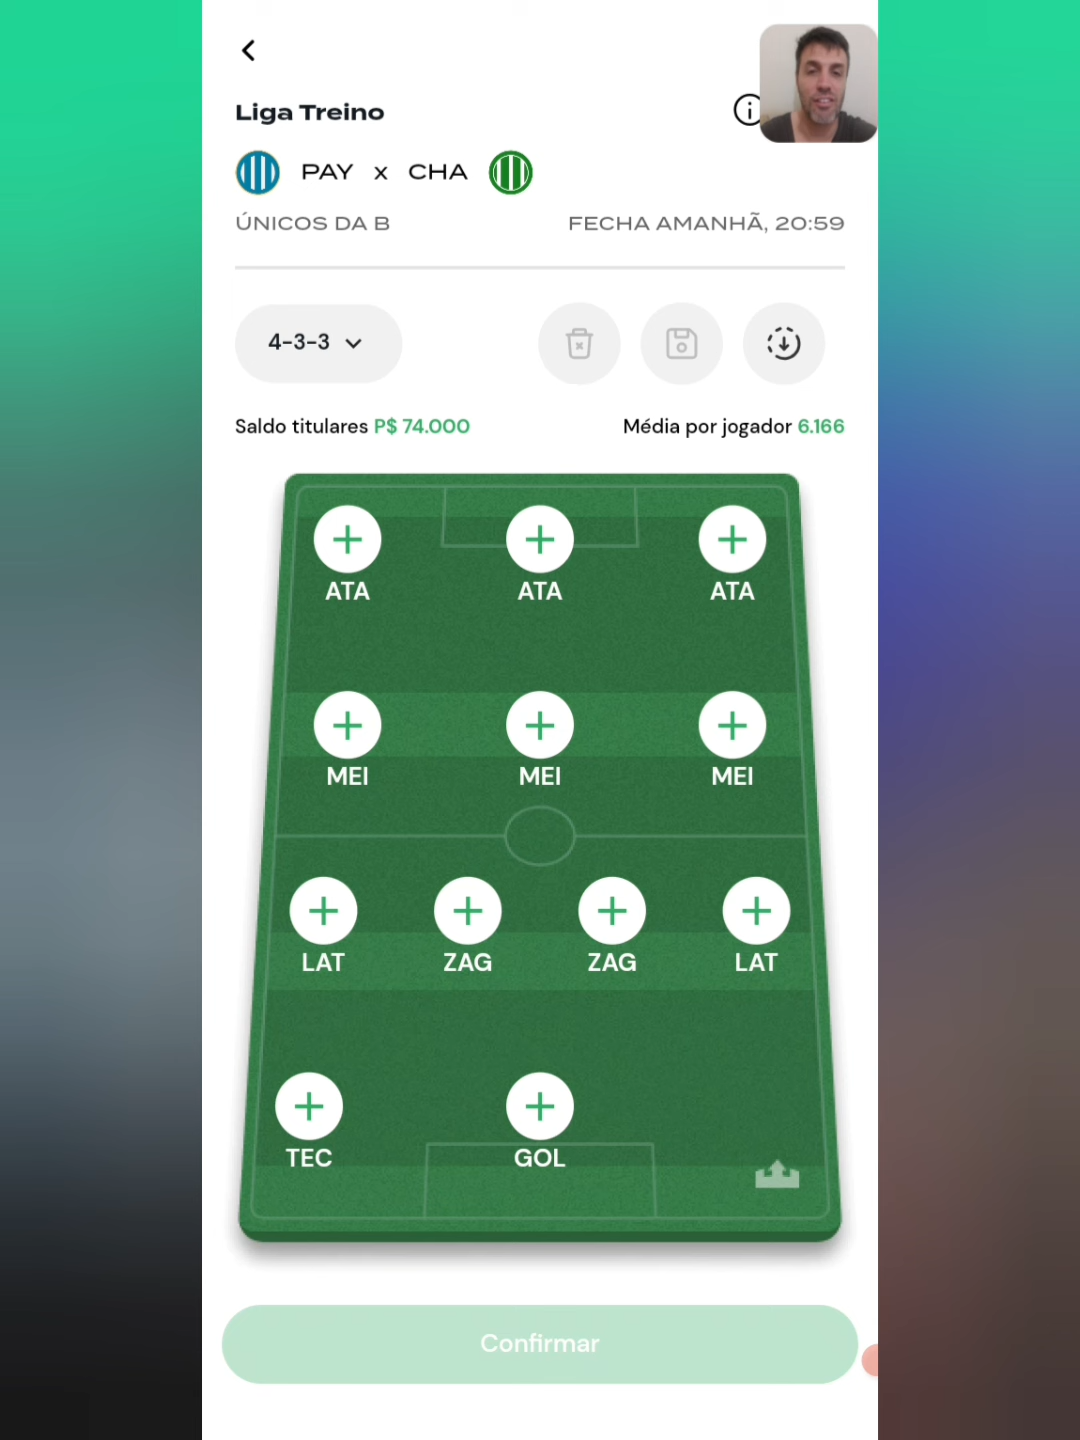 Liga Treino
PAY x CHA
ÚNICOS DA B FECHA AMANHÃ, 20:59
4-3-3
Saldo titulares P$ 74.000 Média por jogador 6.166
ATA ATA ATA
MEI MEI MEI
LAT ZAG ZAG LAT
TEC GOL
Confirmar